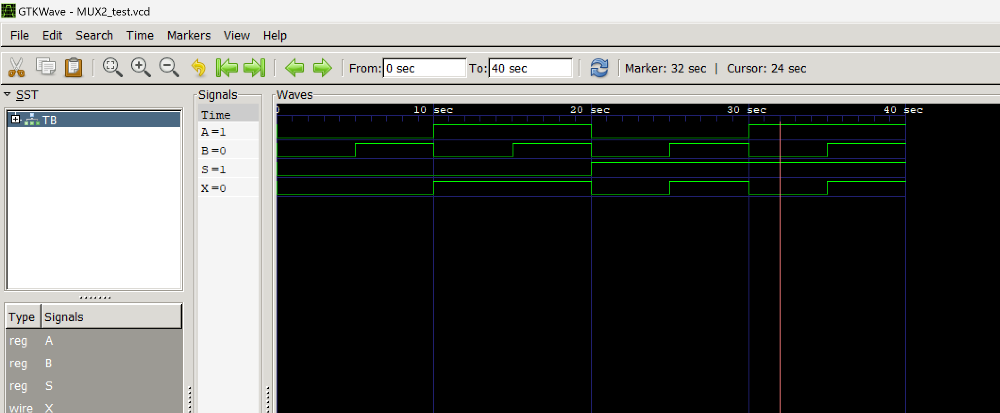 GTKWave - MUX2_test.vcd
File Edit Search Time Markers View Help
From: 0 sec To: 40 sec Marker: 32 sec | Cursor: 24 sec
SST
TB
Type Signals
reg A
reg B
reg S
wire X
Signals
Time
A =1
B =0
S =1
X =0
Waves
0 10 sec 20 sec 30 sec 40 sec